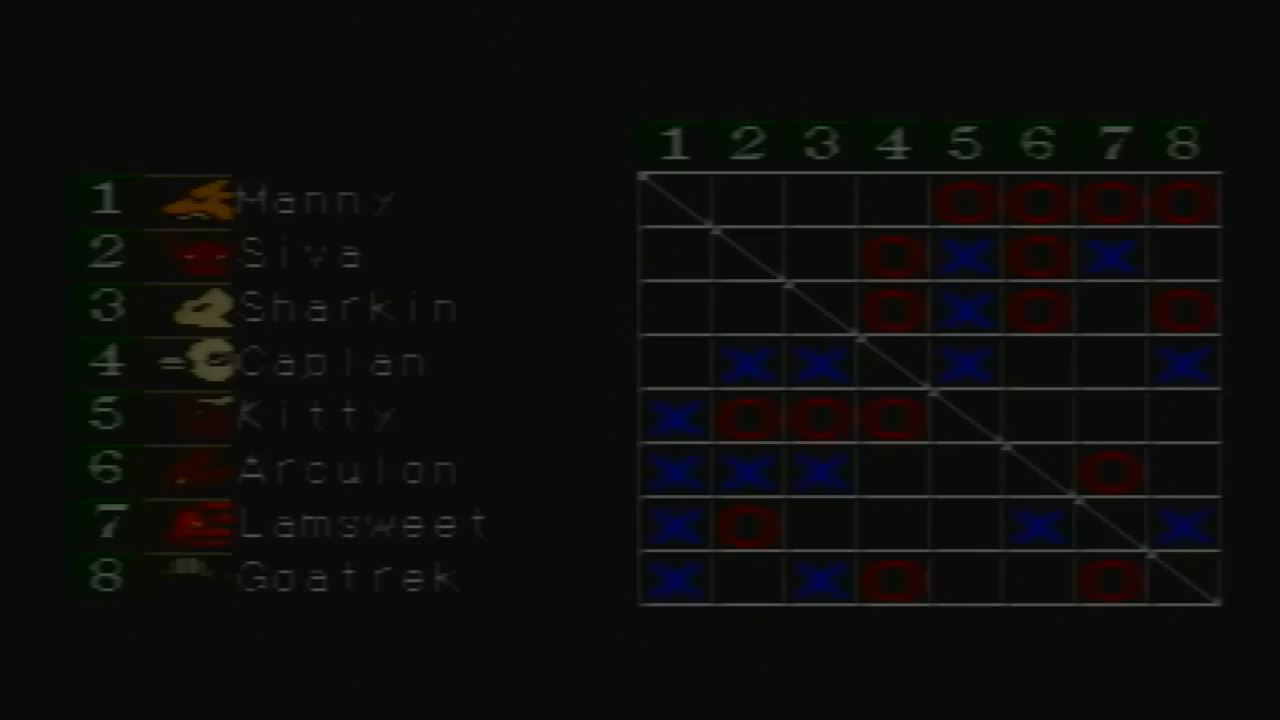 1 2 3 4 5 6 7 8
1 Manny O O O O
2 Siva O X O X
3 Sharkin O X O O
4 Caplan X X X X
5 Kitty X O O O
6 Arculon X X X O
7 Lamsweet X O X X
8 Goatrek X X O O